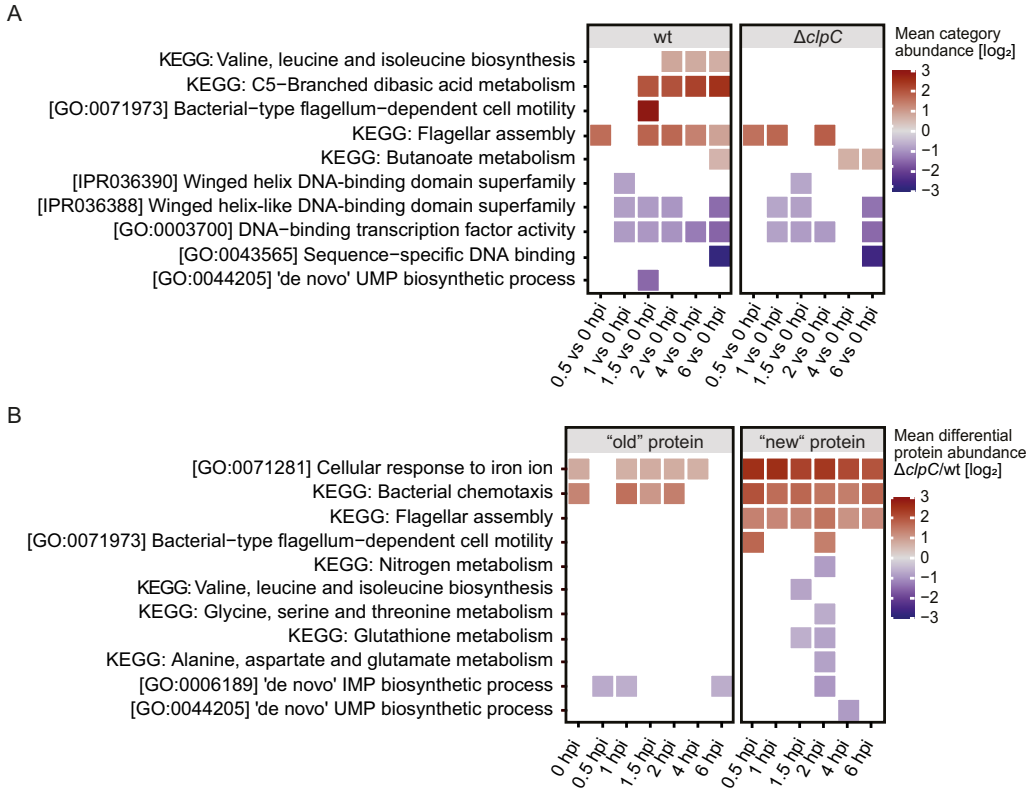 A
wt
ΔclpC
KEGG: Valine, leucine and isoleucine biosynthesis
KEGG: C5−Branched dibasic acid metabolism
[GO:0071973] Bacterial−type flagellum−dependent cell motility
KEGG: Flagellar assembly
KEGG: Butanoate metabolism
[IPR036390] Winged helix DNA−binding domain superfamily
[IPR036388] Winged helix−like DNA−binding domain superfamily
[GO:0003700] DNA−binding transcription factor activity
[GO:0043565] Sequence−specific DNA binding
[GO:0044205] 'de novo' UMP biosynthetic process
0.5 vs 0 hpi
1 vs 0 hpi
1.5 vs 0 hpi
2 vs 0 hpi
4 vs 0 hpi
6 vs 0 hpi
0.5 vs 0 hpi
1 vs 0 hpi
1.5 vs 0 hpi
2 vs 0 hpi
4 vs 0 hpi
6 vs 0 hpi
Mean category
abundance [log₂]
3
2
1
0
−1
−2
−3
B
“old” protein
“new“ protein
[GO:0071281] Cellular response to iron ion
KEGG: Bacterial chemotaxis
KEGG: Flagellar assembly
[GO:0071973] Bacterial−type flagellum−dependent cell motility
KEGG: Nitrogen metabolism
KEGG: Valine, leucine and isoleucine biosynthesis
KEGG: Glycine, serine and threonine metabolism
KEGG: Glutathione metabolism
KEGG: Alanine, aspartate and glutamate metabolism
[GO:0006189] 'de novo' IMP biosynthetic process
[GO:0044205] 'de novo' UMP biosynthetic process
0 hpi
0.5 hpi
1 hpi
1.5 hpi
2 hpi
4 hpi
6 hpi
0.5 hpi
1 hpi
1.5 hpi
2 hpi
4 hpi
6 hpi
Mean differential
protein abundance
ΔclpC/wt [log₂]
3
2
1
0
−1
−2
−3